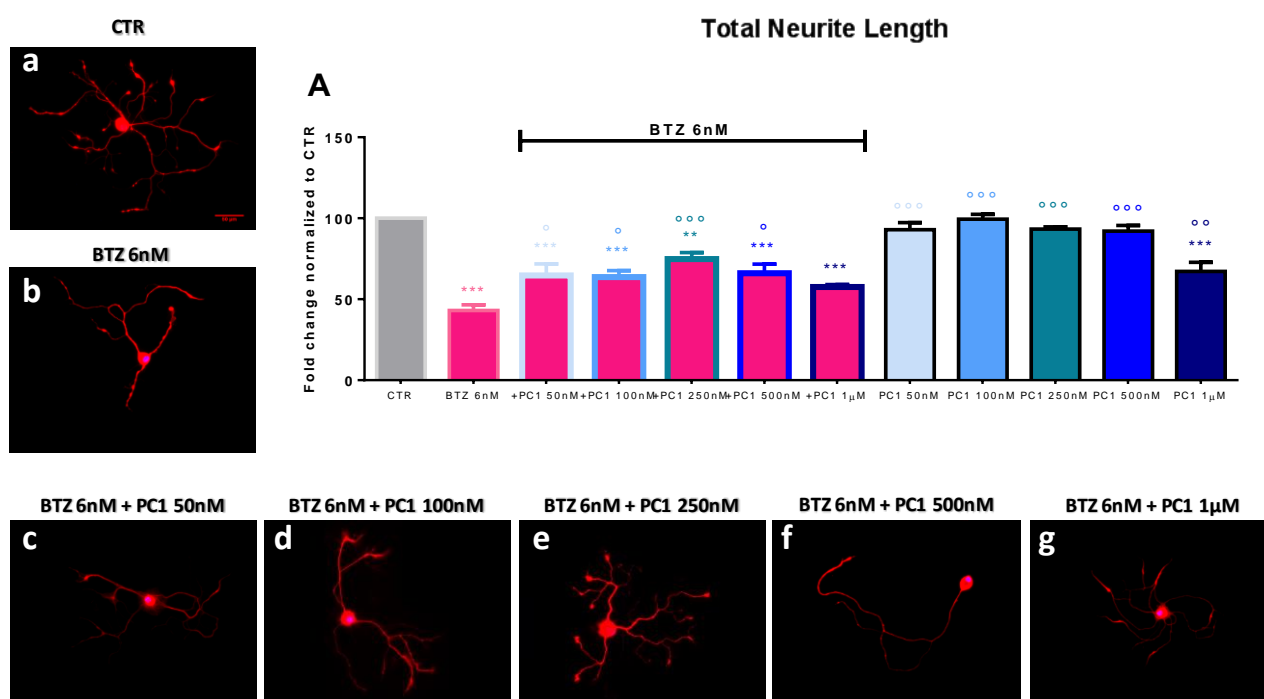 CTR
Total Neurite Length
a
A
BTZ 6nM
150
100
50
0
Fold change normalized to CTR
***
***
***
**
***
***
***
CTR
BTZ 6nM
+PC1 50nM
+PC1 100nM
+PC1 250nM
+PC1 500nM
+PC1 1μM
PC1 50nM
PC1 100nM
PC1 250nM
PC1 500nM
PC1 1μM
BTZ 6nM
b
BTZ 6nM + PC1 50nM
BTZ 6nM + PC1 100nM
BTZ 6nM + PC1 250nM
BTZ 6nM + PC1 500nM
BTZ 6nM + PC1 1μM
c
d
e
f
g